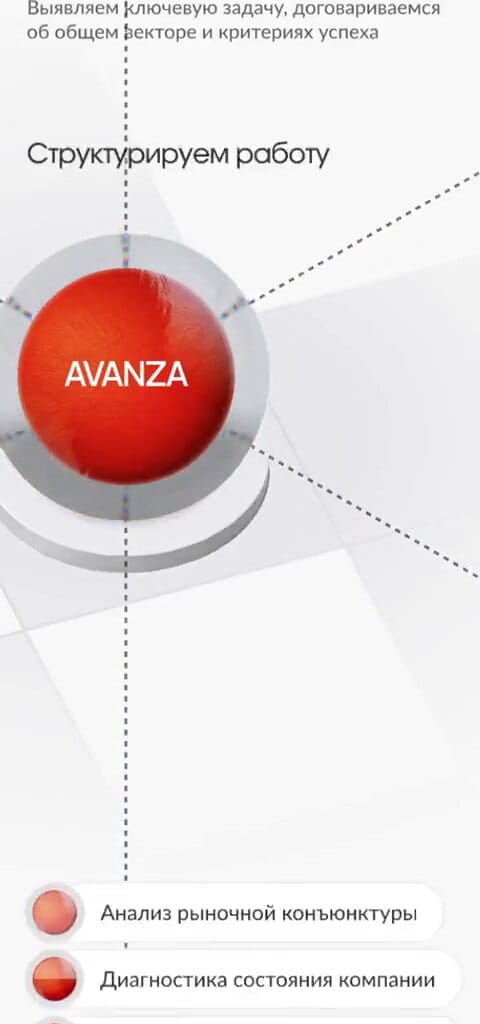 Выявляем ключевую задачу, договариваемся
об общем векторе и критериях успеха
Структурируем работу
AVANZA
Анализ рыночной конъюнктуры
Диагностика состояния компании